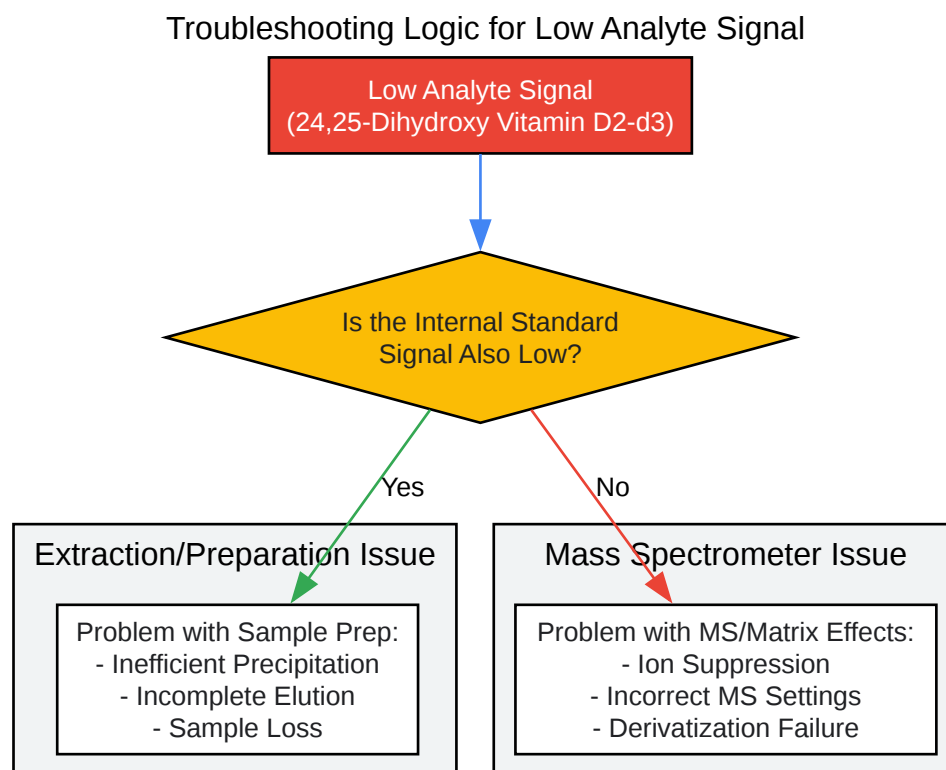 Troubleshooting Logic for Low Analyte Signal
Low Analyte Signal
(24,25-Dihydroxy Vitamin D2-d3)
Is the Internal Standard
Signal Also Low?
Yes
No
Extraction/Preparation Issue
Problem with Sample Prep:
- Inefficient Precipitation
- Incomplete Elution
- Sample Loss
Mass Spectrometer Issue
Problem with MS/Matrix Effects:
- Ion Suppression
- Incorrect MS Settings
- Derivatization Failure